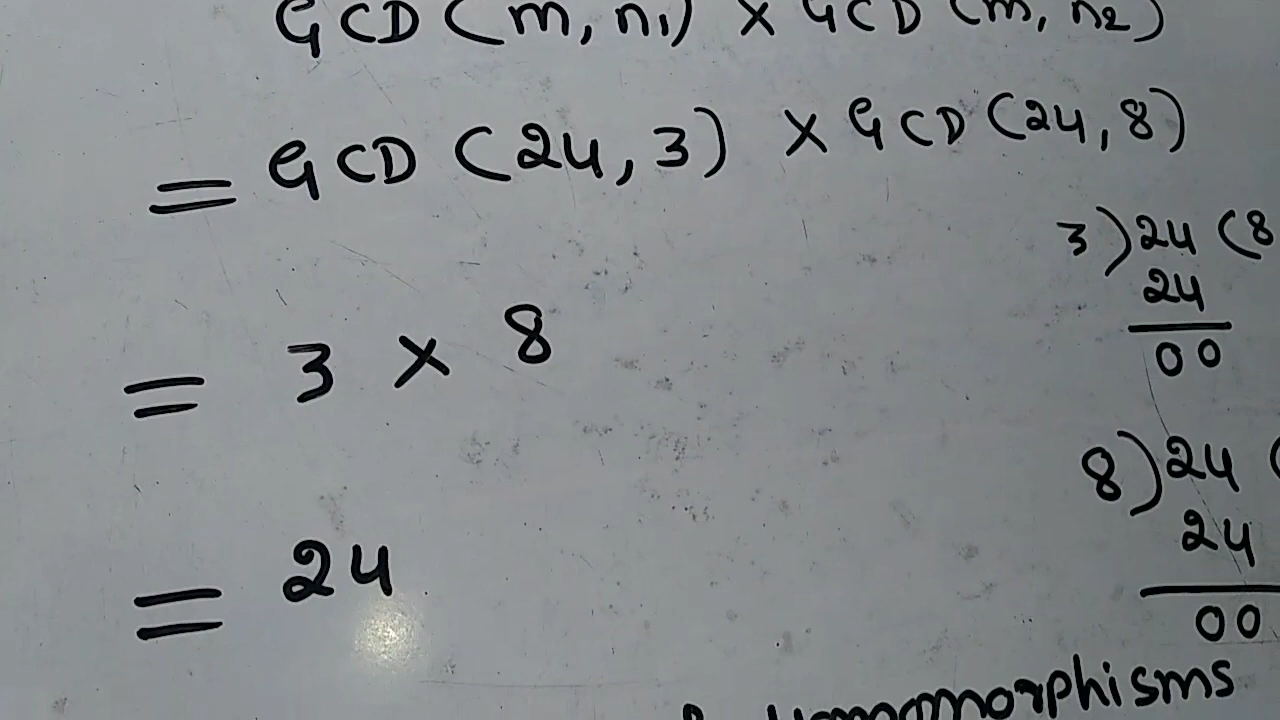 GCD (m, n1) × GCD (m, n2)
= GCD (24, 3) × GCD (24, 8)
3 ) 24 ( 8
24
00
= 3 × 8
8 ) 24 (
24
00
= 24
Homomorphisms